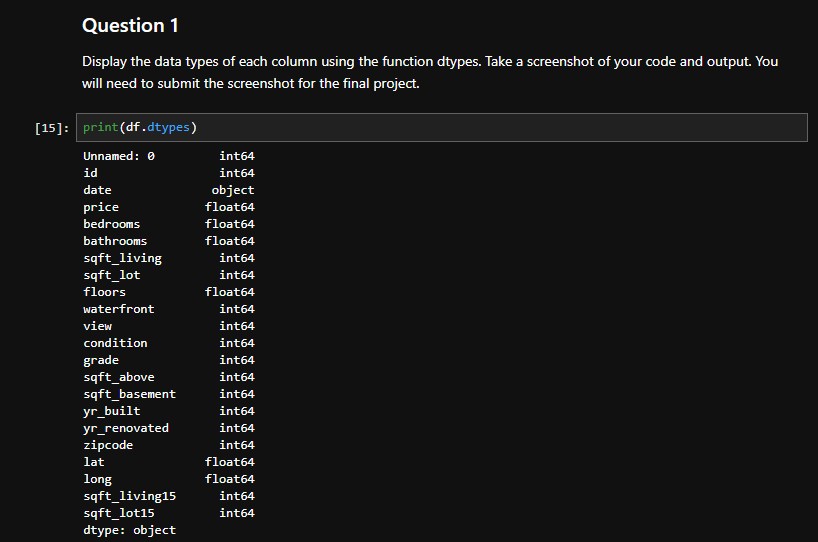 Question 1
Display the data types of each column using the function dtypes. Take a screenshot of your code and output. You
will need to submit the screenshot for the final project.
[15]: print(df.dtypes)
Unnamed: 0 int64
id int64
date object
price float64
bedrooms float64
bathrooms float64
sqft_living int64
sqft_lot int64
floors float64
waterfront int64
view int64
condition int64
grade int64
sqft_above int64
sqft_basement int64
yr_built int64
yr_renovated int64
zipcode int64
lat float64
long float64
sqft_living15 int64
sqft_lot15 int64
dtype: object